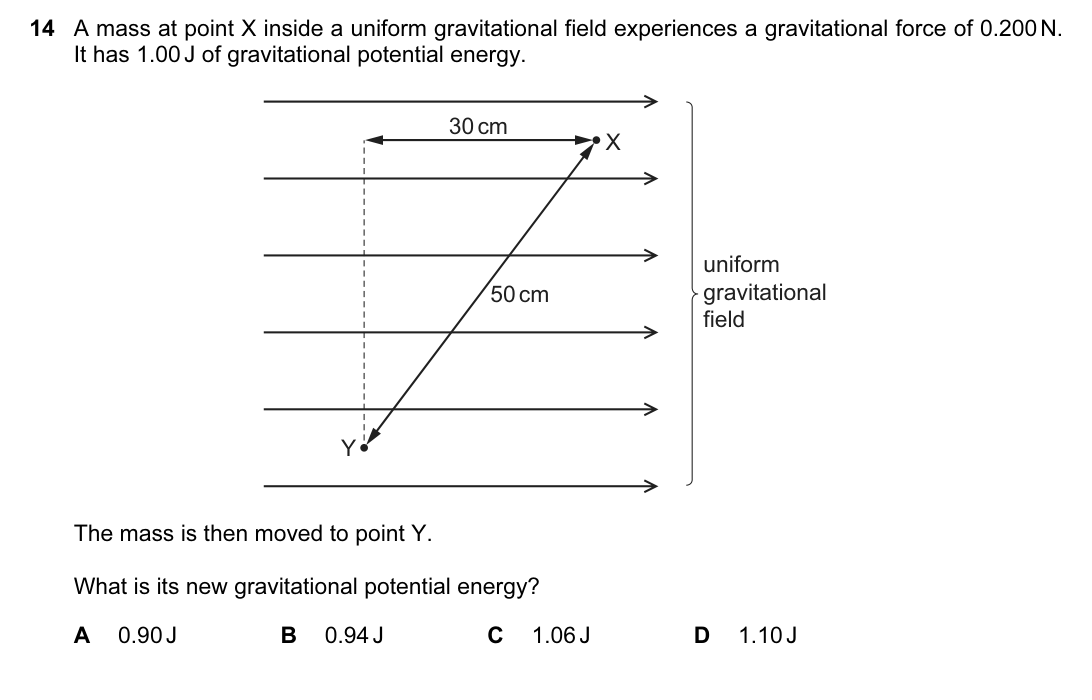 14 A mass at point X inside a uniform gravitational field experiences a gravitational force of 0.200 N.
It has 1.00 J of gravitational potential energy.
30 cm
X
50 cm
uniform
gravitational
field
Y
The mass is then moved to point Y.
What is its new gravitational potential energy?
A 0.90 J B 0.94 J C 1.06 J D 1.10 J